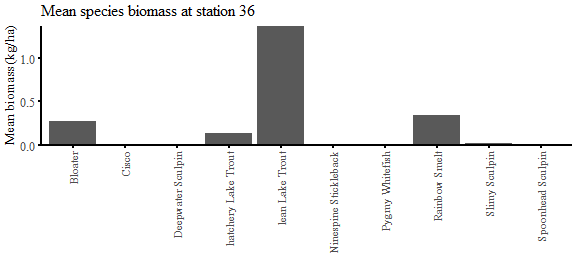 Mean species biomass at station 36
Mean biomass (kg/ha)
1.0
0.5
0.0
Bloater
Cisco
Deepwater Sculpin
hatchery Lake Trout
lean Lake Trout
Ninespine Stickleback
Pygmy Whitefish
Rainbow Smelt
Slimy Sculpin
Spoonhead Sculpin